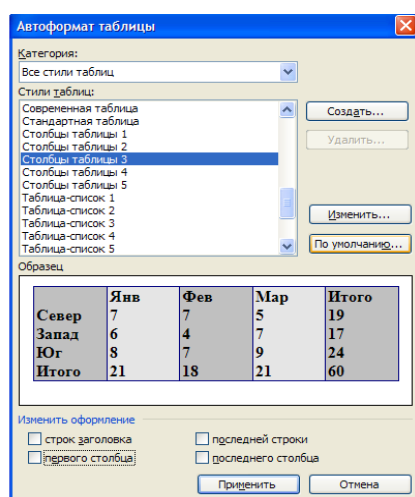 Автоформат таблицы
Категория:
Все стили таблиц
Стили таблиц:
Современная таблица
Стандартная таблица
Столбцы таблицы 1
Столбцы таблицы 2
Столбцы таблицы 3
Столбцы таблицы 4
Столбцы таблицы 5
Таблица-список 1
Таблица-список 2
Таблица-список 3
Таблица-список 4
Таблица-список 5
Создать...
Удалить...
Изменить...
По умолчанию...
Образец
Янв Фев Мар Итого
Север 7 7 5 19
Запад 6 4 7 17
Юг 8 7 9 24
Итого 21 18 21 60
Изменить оформление
строк заголовка
последней строки
первого столбца
последнего столбца
Применить
Отмена